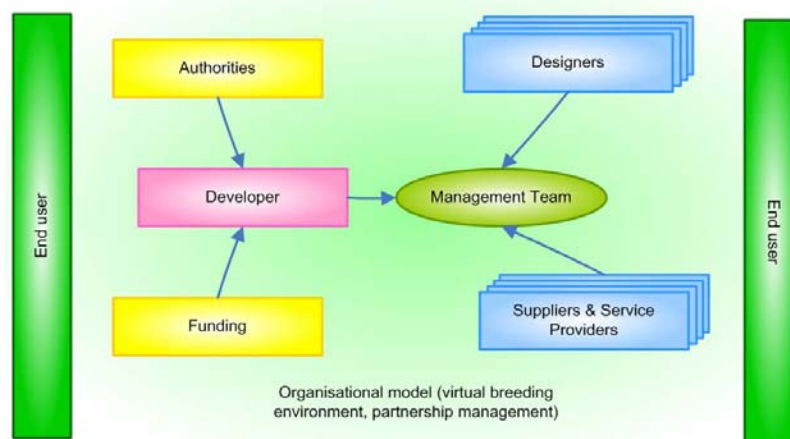 End user
Authorities
Designers
Developer
Management Team
Funding
Suppliers & Service
Providers
End user
Organisational model (virtual breeding
environment, partnership management)